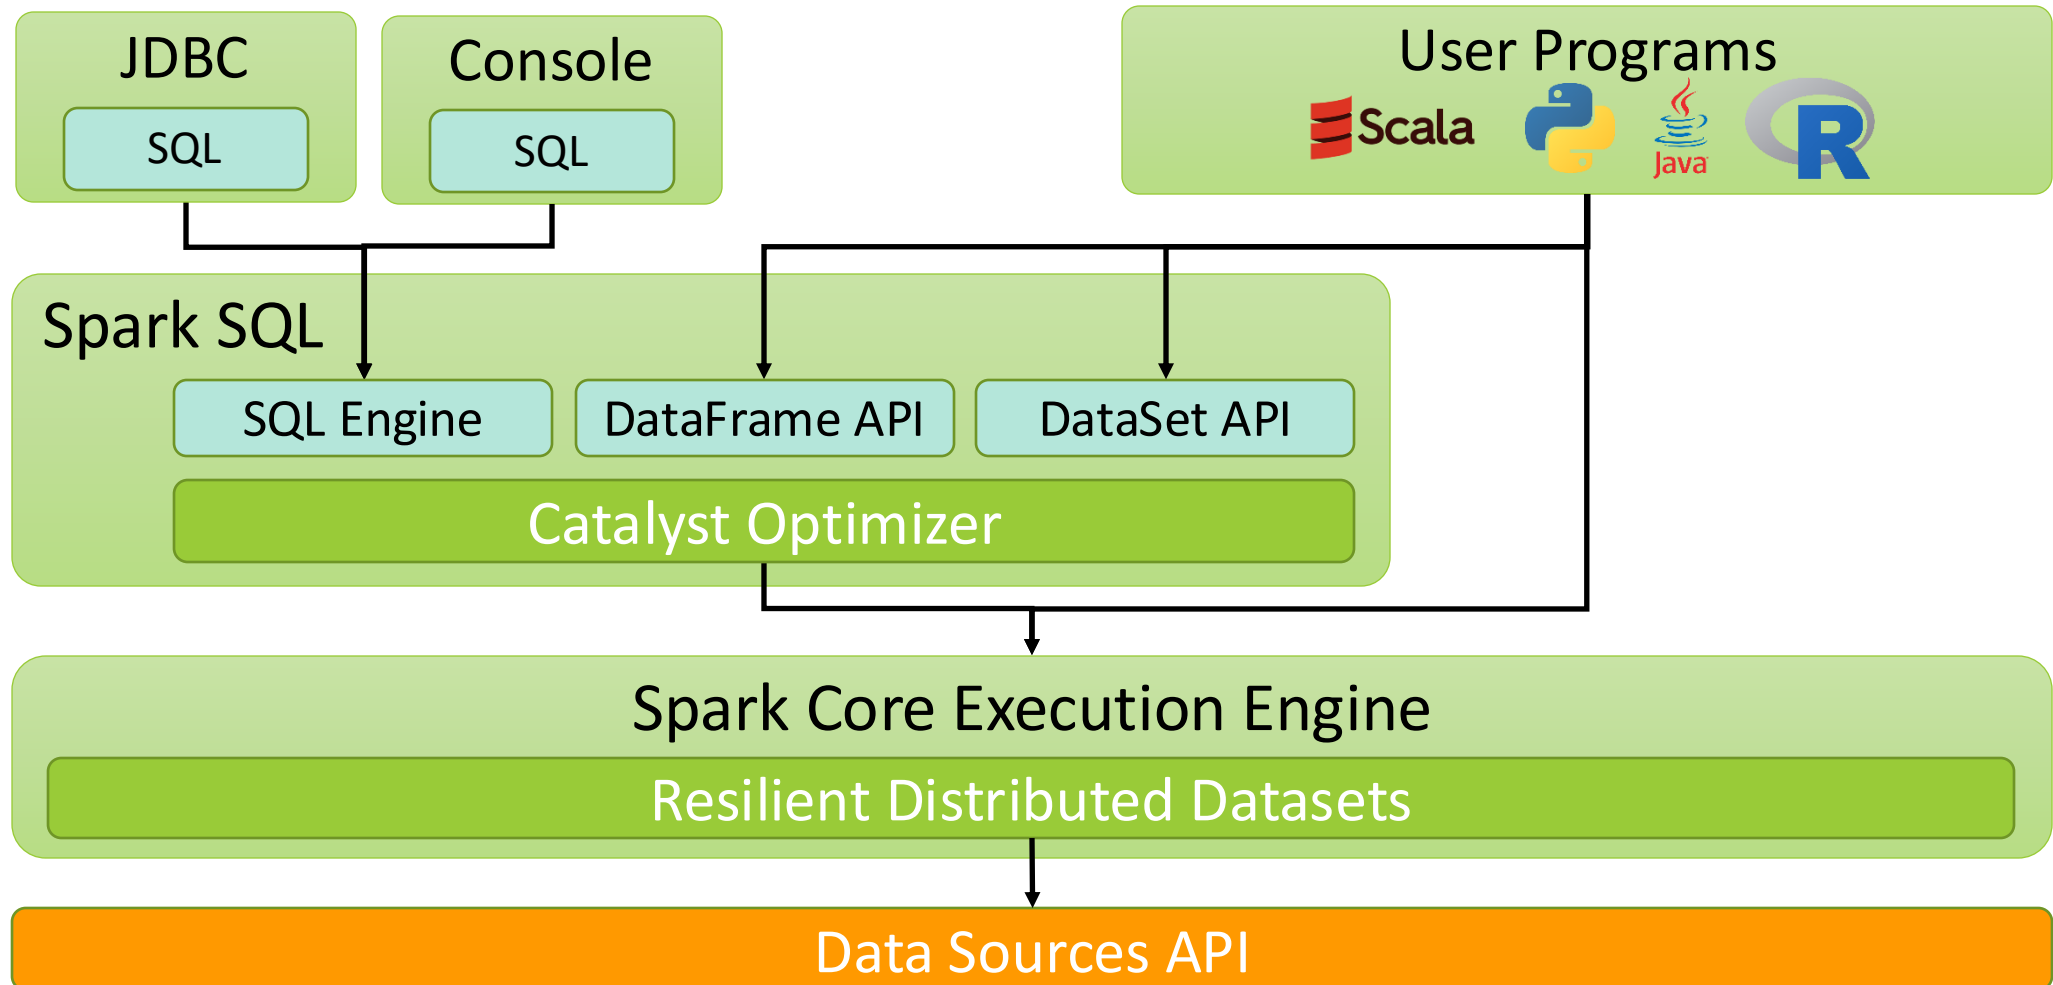 JDBC
SQL
Console
SQL
User Programs
Scala
Java
R
Spark SQL
SQL Engine
DataFrame API
DataSet API
Catalyst Optimizer
Spark Core Execution Engine
Resilient Distributed Datasets
Data Sources API